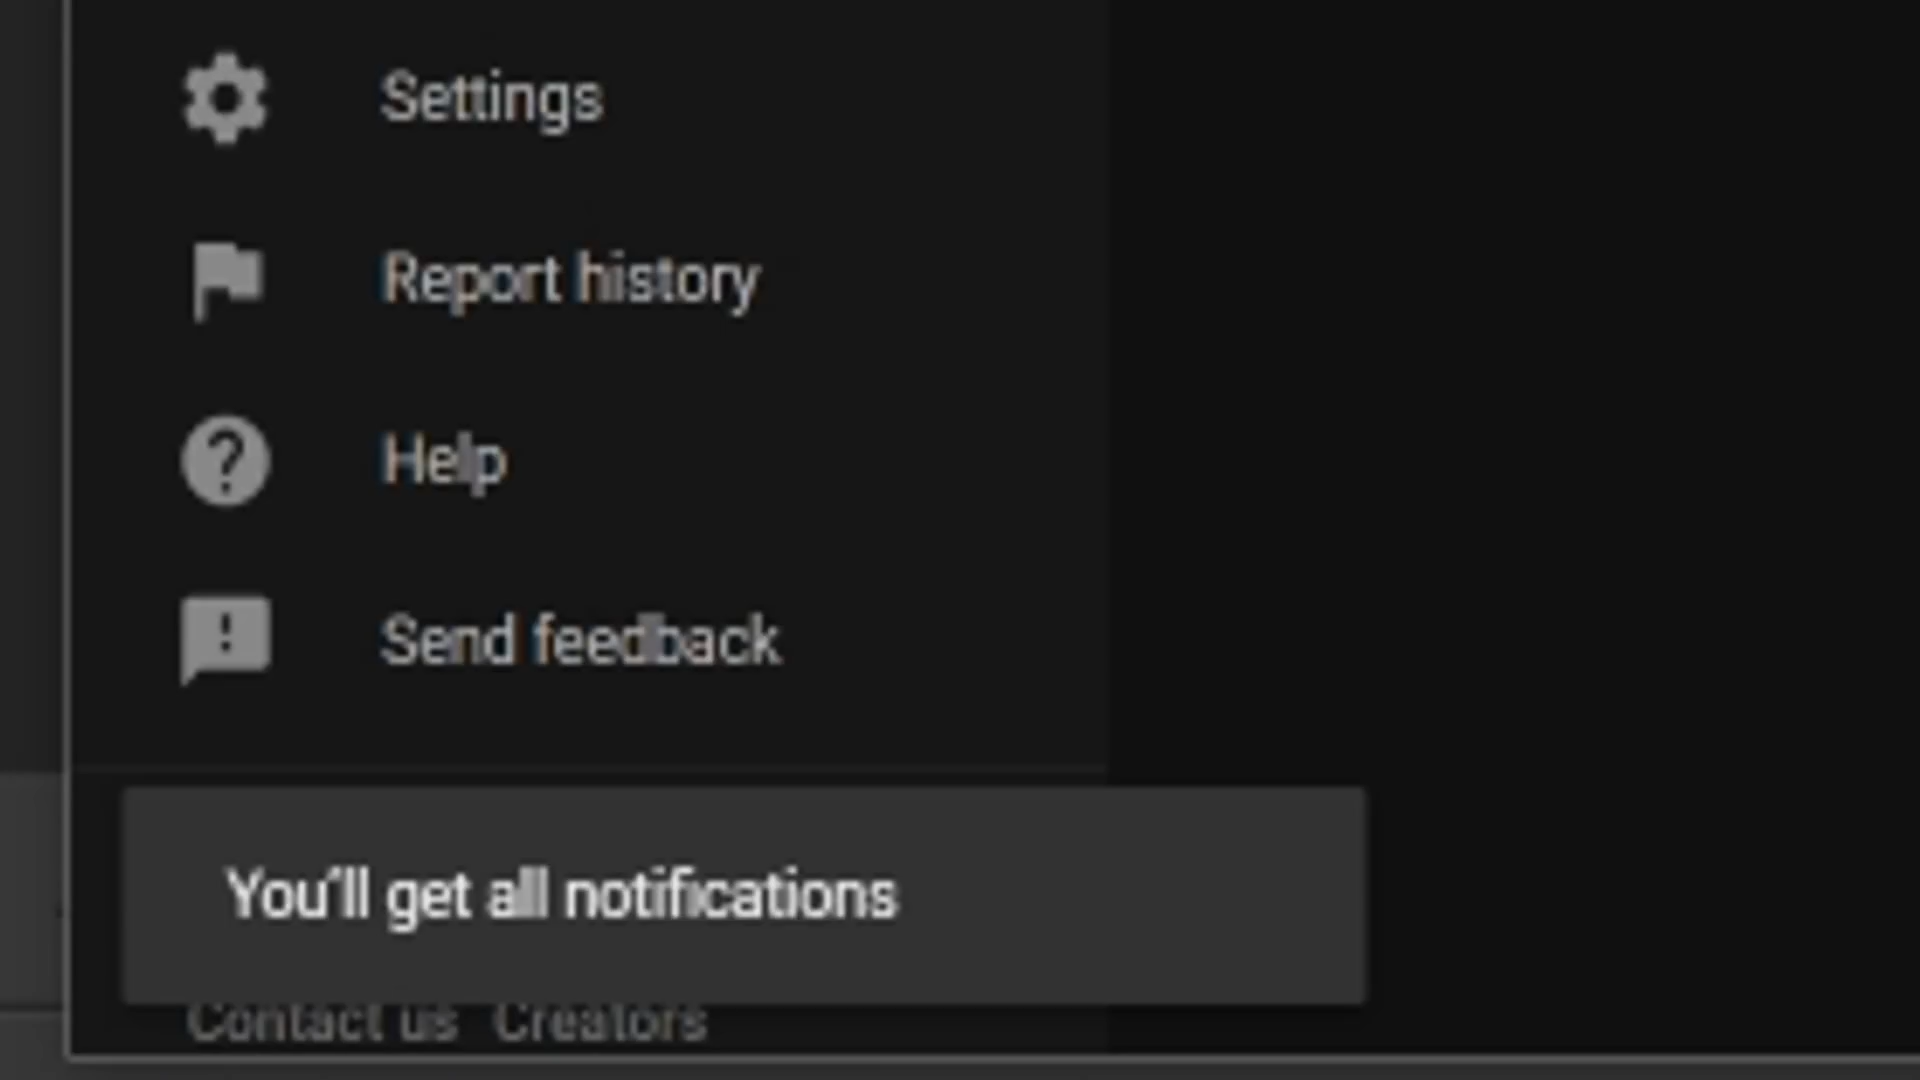 Settings
Report history
Help
Send feedback
You'll get all notifications
Contact us Creators